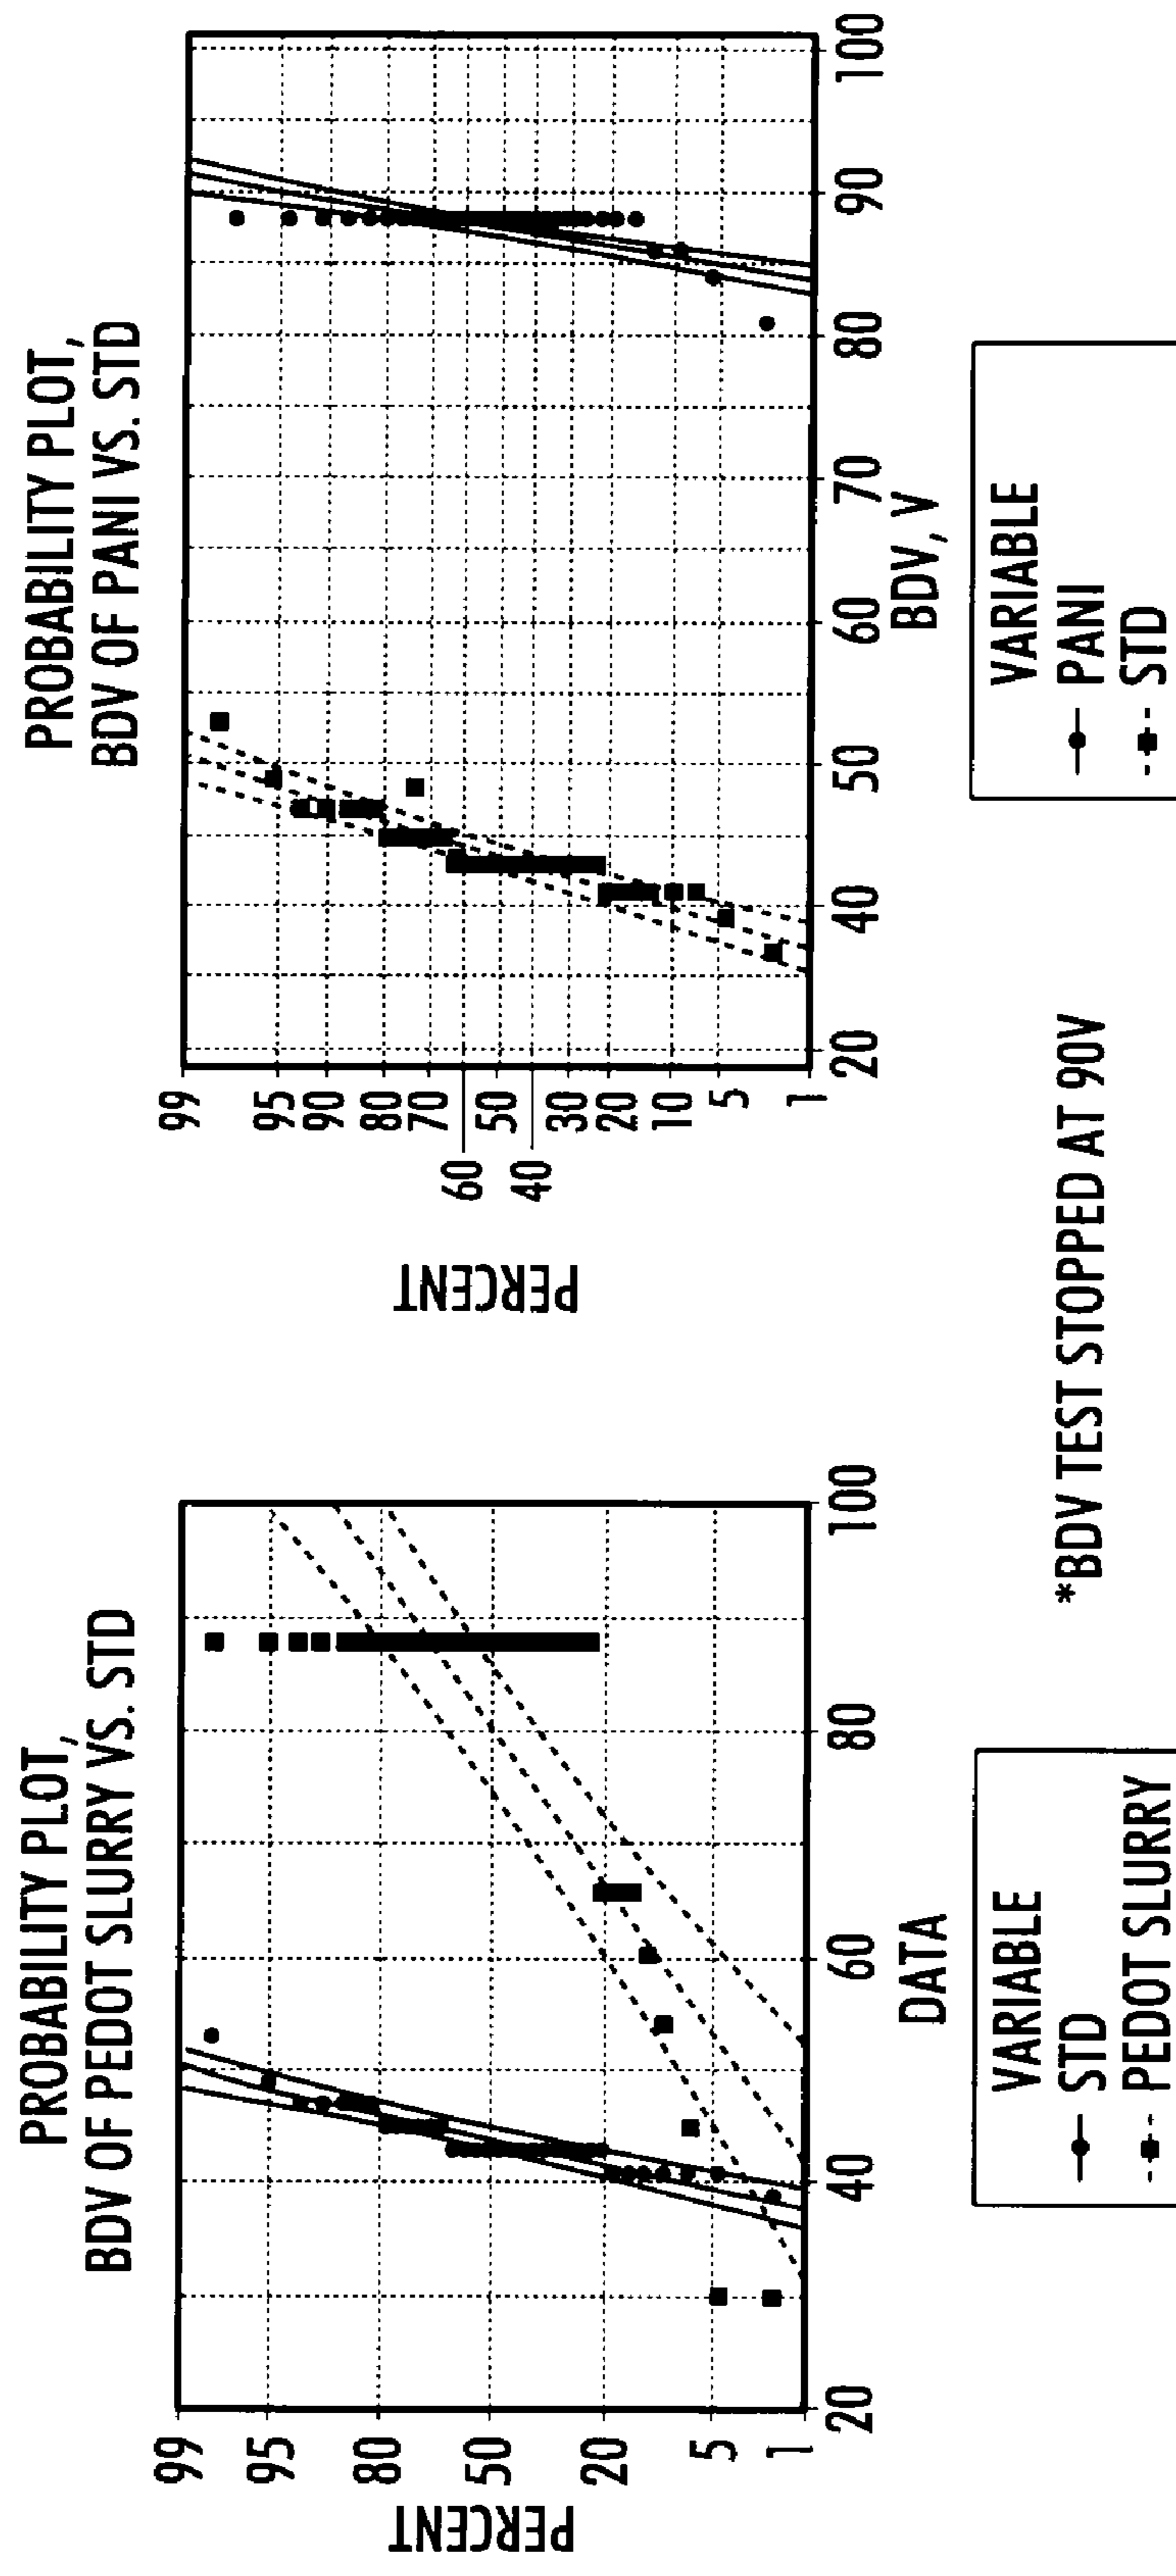 PROBABILITY PLOT,
BDV OF PEDOT SLURRY VS. STD
PERCENT
99
95
80
50
20
5
1
20
40
60
80
100
DATA
VARIABLE
STD
PEDOT SLURRY
PROBABILITY PLOT,
BDV OF PANI VS. STD
PERCENT
99
95
90
80
70
60
50
40
30
20
10
5
1
20
40
50
60
70
80
90
100
BDV, V
VARIABLE
PANI
STD
*BDV TEST STOPPED AT 90V